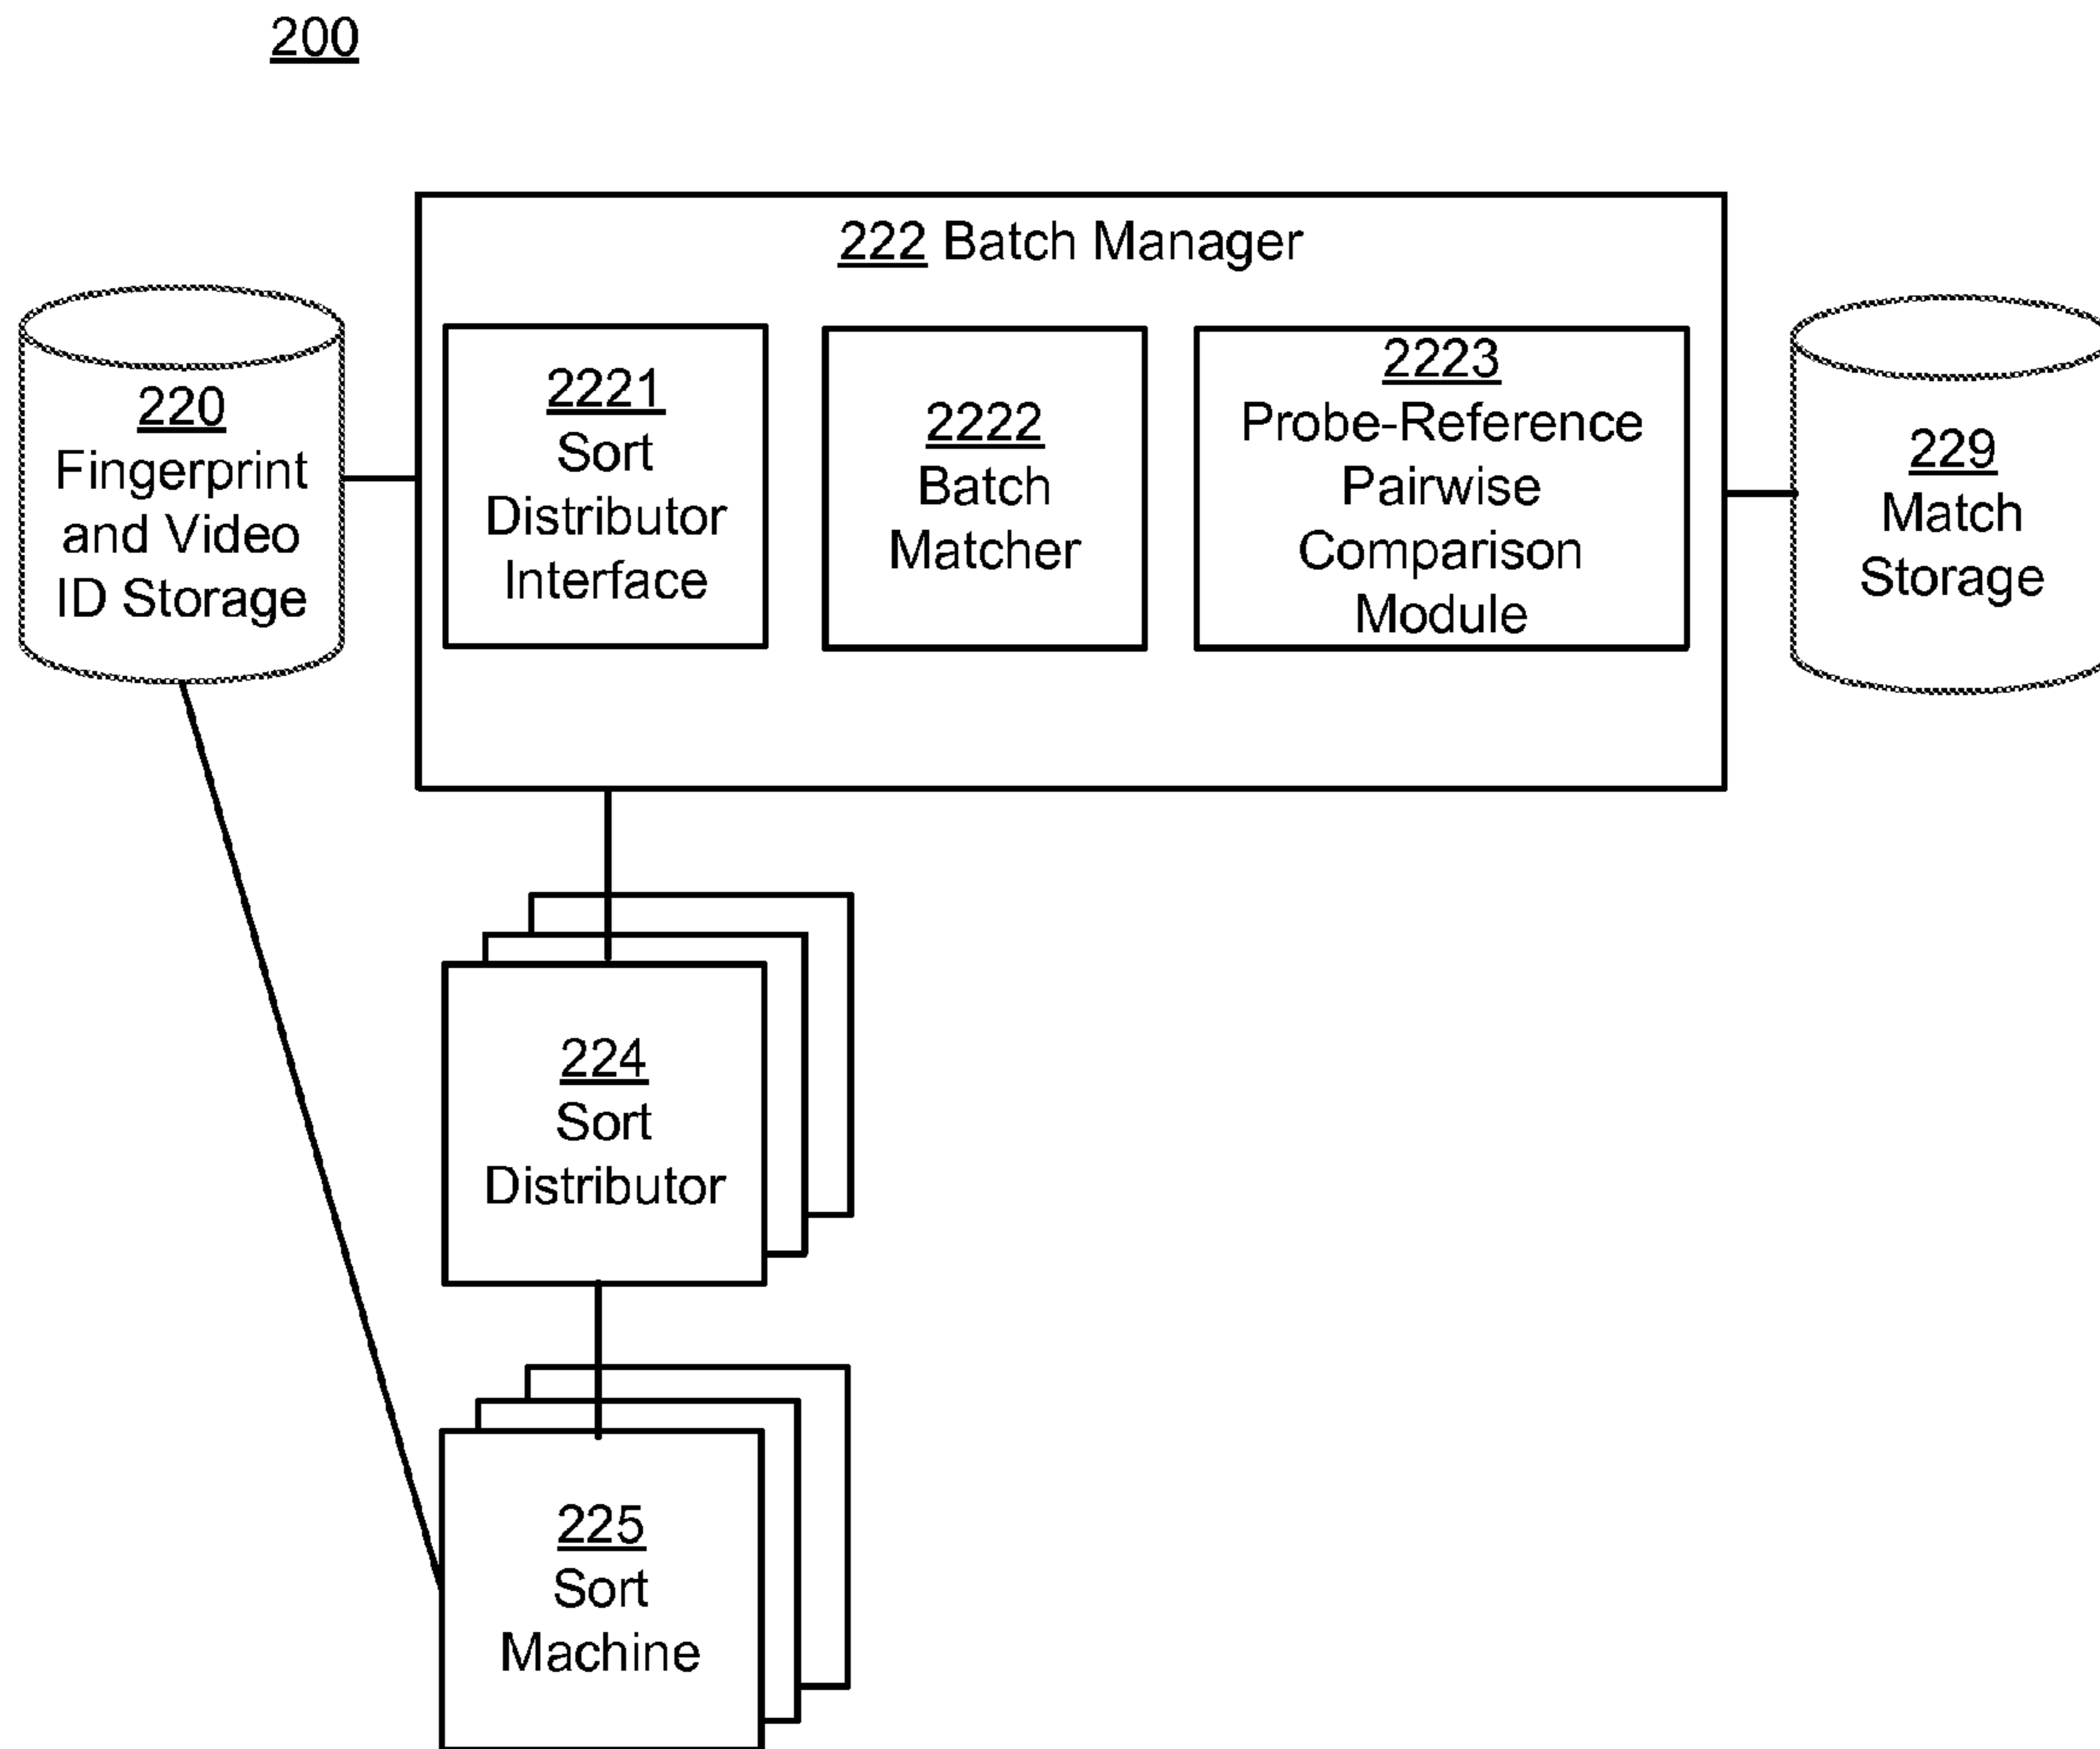 200
222 Batch Manager
220
Fingerprint
and Video
ID Storage
2221
Sort
Distributor
Interface
2222
Batch
Matcher
2223
Probe-Reference
Pairwise
Comparison
Module
229
Match
Storage
224
Sort
Distributor
225
Sort
Machine